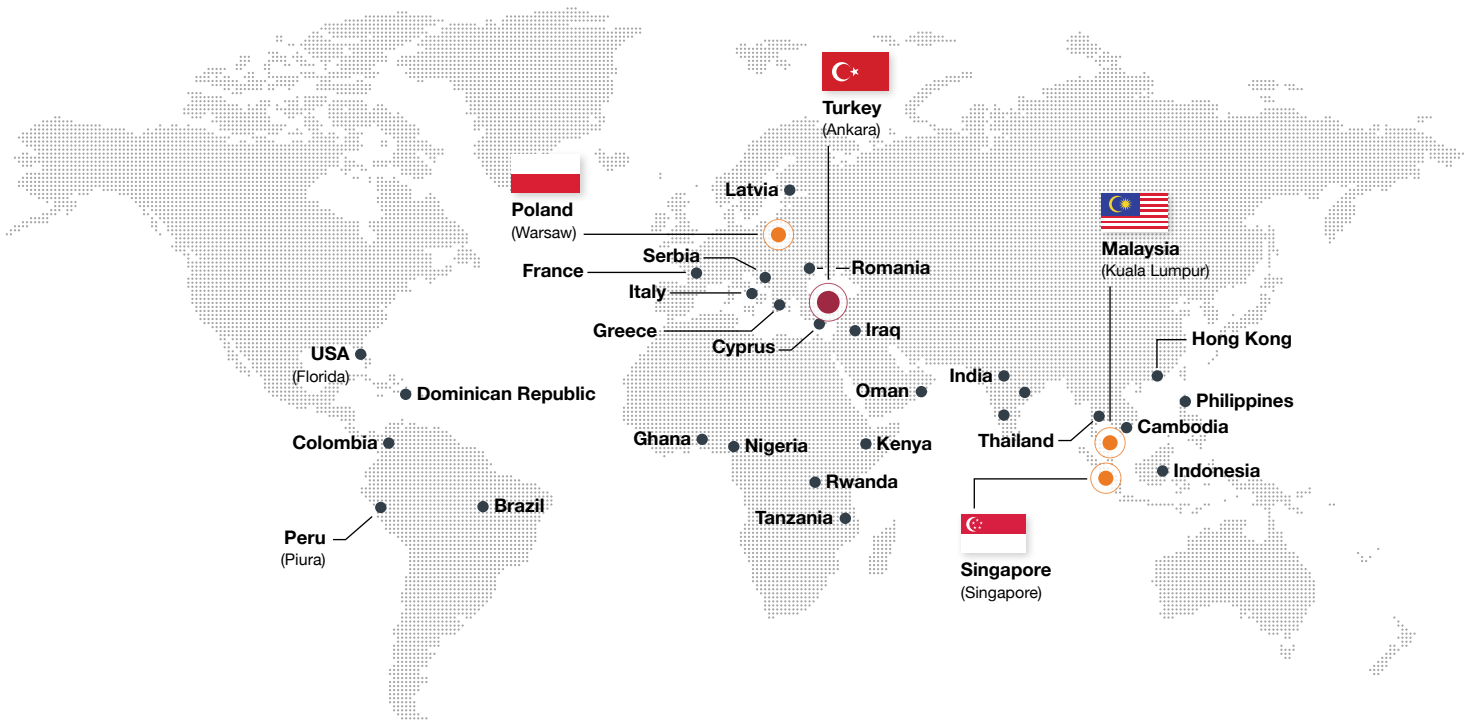 Turkey
(Ankara)
Latvia
Poland
(Warsaw)
Malaysia
(Kuala Lumpur)
Serbia
France
Romania
Italy
Greece
Cyprus
Iraq
Hong Kong
USA
(Florida)
Dominican Republic
Oman
India
Philippines
Colombia
Ghana
Nigeria
Kenya
Thailand
Cambodia
Indonesia
Rwanda
Brazil
Tanzania
Peru
(Piura)
Singapore
(Singapore)